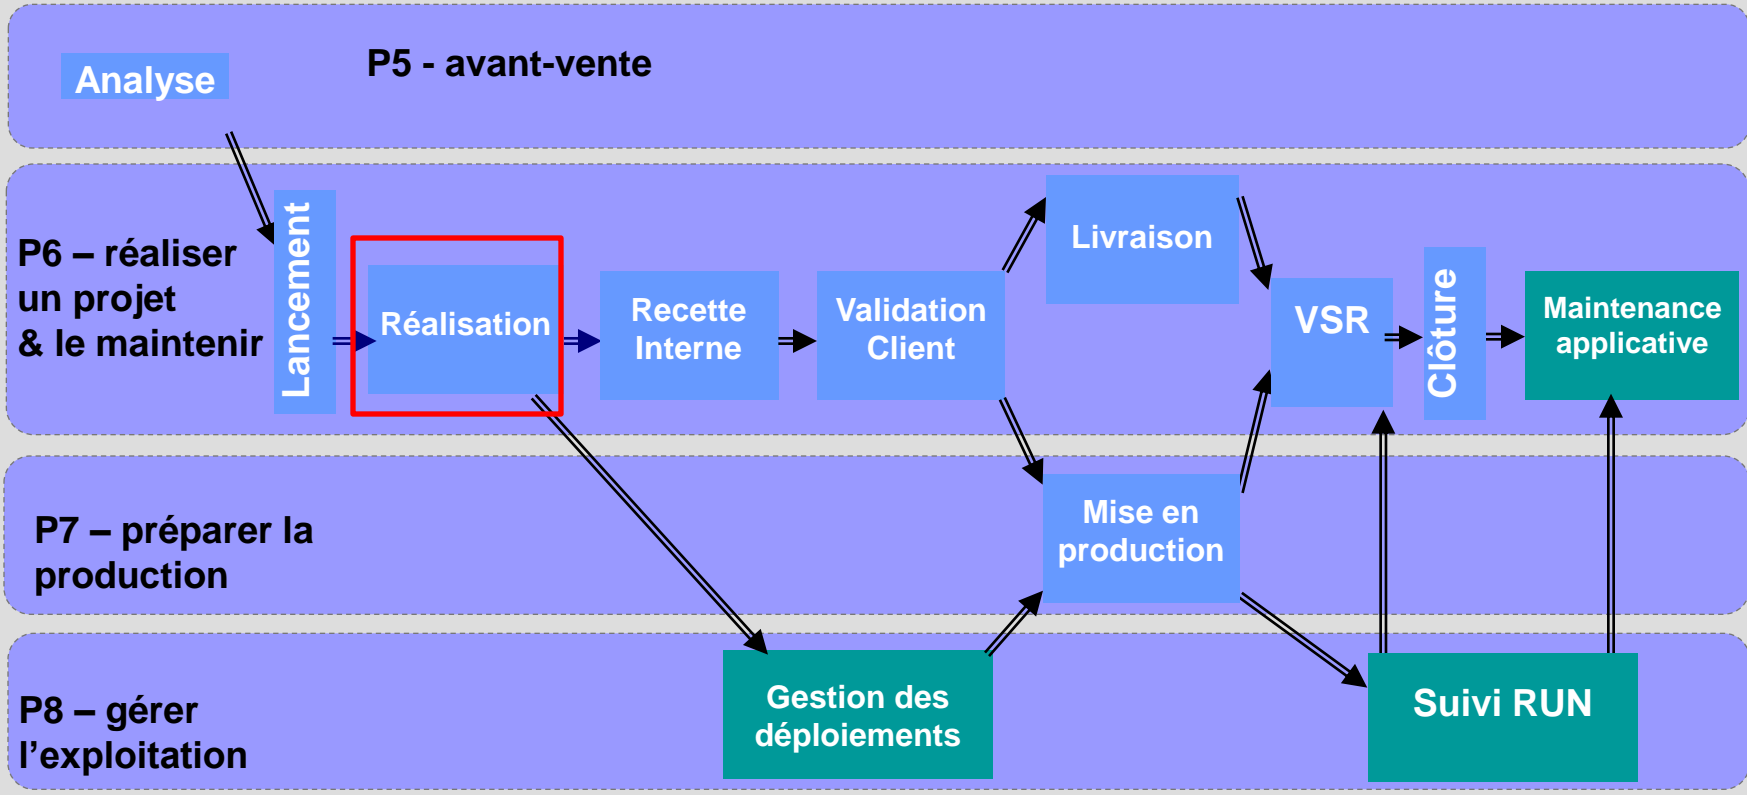 P5 - avant-vente
Analyse
P6 – réaliser
un projet
& le maintenir
Lancement
Réalisation
Recette
Interne
Validation
Client
Livraison
VSR
Clôture
Maintenance
applicative
P7 – préparer la
production
Mise en
production
P8 – gérer
l’exploitation
Gestion des
déploiements
Suivi RUN